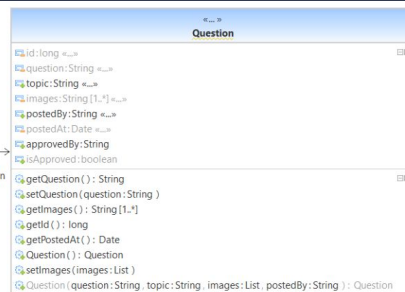 «...»
Question
id:long «...»
question:String «...»
topic:String «...»
images:String [1..*] «...»
postedBy:String «...»
postedAt:Date «...»
approvedBy:String
isApproved:boolean
n
getQuestion ( ) : String
setQuestion ( question:String )
getImages ( ) : String [1..*]
getId ( ) : long
getPostedAt ( ) : Date
Question ( ) : Question
setImages ( images:List )
Question ( question:String, topic:String, images:List, postedBy:String ) : Question